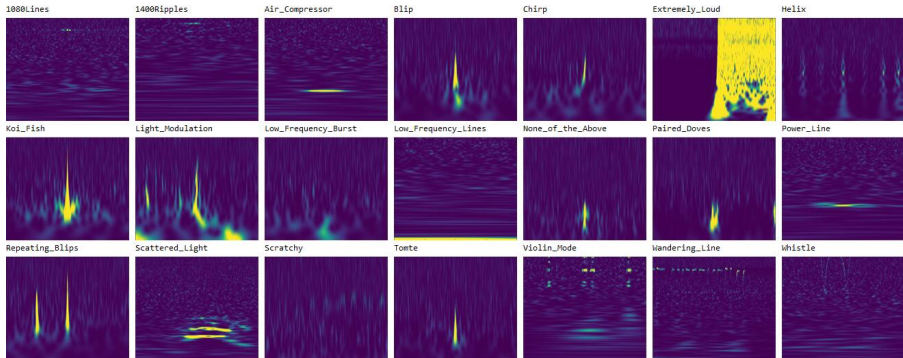 1080Lines 1400Ripples Air_Compressor Blip Chirp Extremely_Loud Helix
Koi_Fish Light_Modulation Low_Frequency_Burst Low_Frequency_Lines None_of_the_Above Paired_Doves Power_Line
Repeating_Blips Scattered_Light Scratchy Tomte Violin_Mode Wandering_Line Whistle